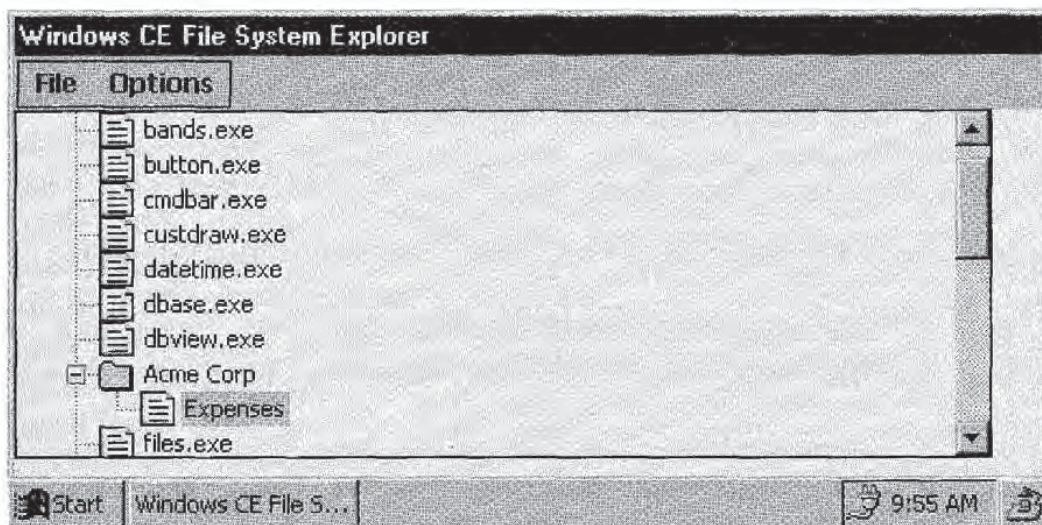 Windows CE File System Explorer
File Options
bands.exe
button.exe
cmdbar.exe
custdraw.exe
datetime.exe
dbase.exe
dbview.exe
Acme Corp
Expenses
files.exe
Start Windows CE File S... 9:55 AM